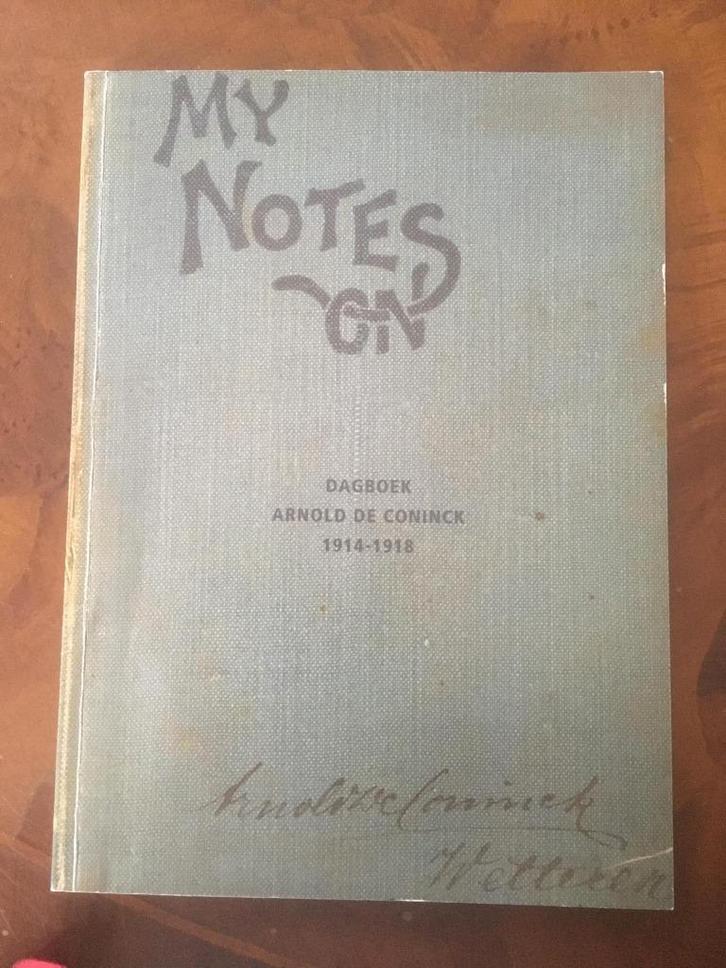 MY
NOTES
ON
DAGBOEK
ARNOLD DE CONINCK
1914-1918
Arnold De Coninck
Wetteren